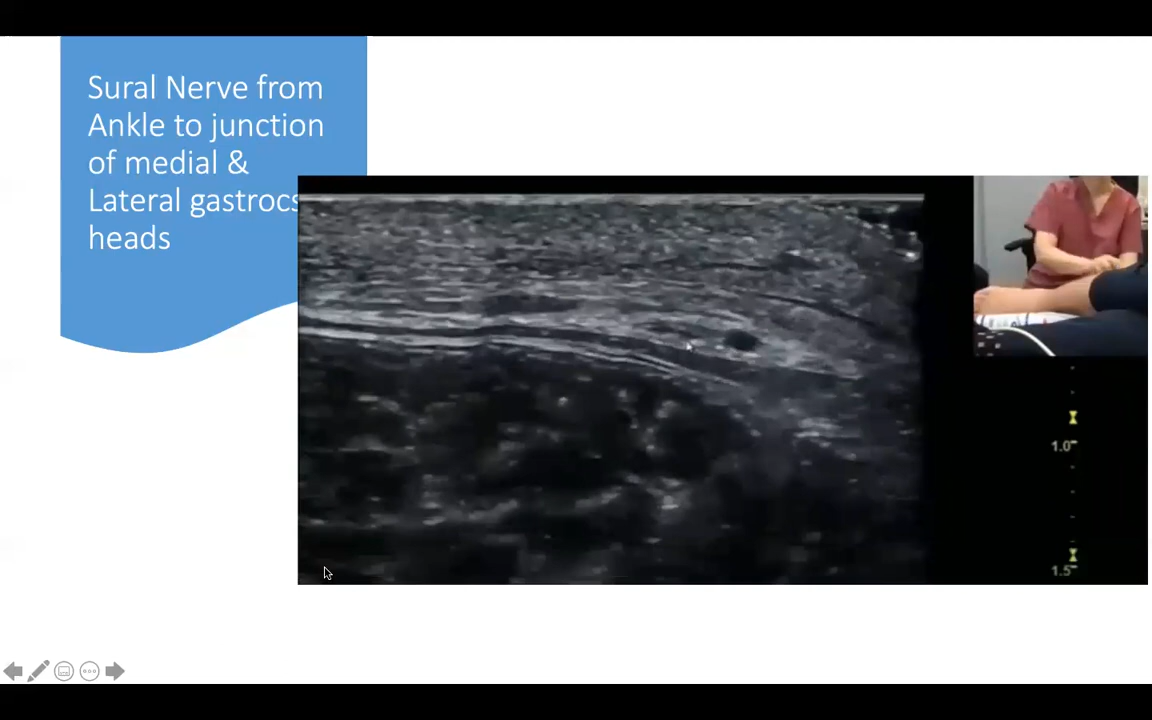 Sural Nerve from
Ankle to junction
of medial &
Lateral gastrocs
heads
1.0
1.5